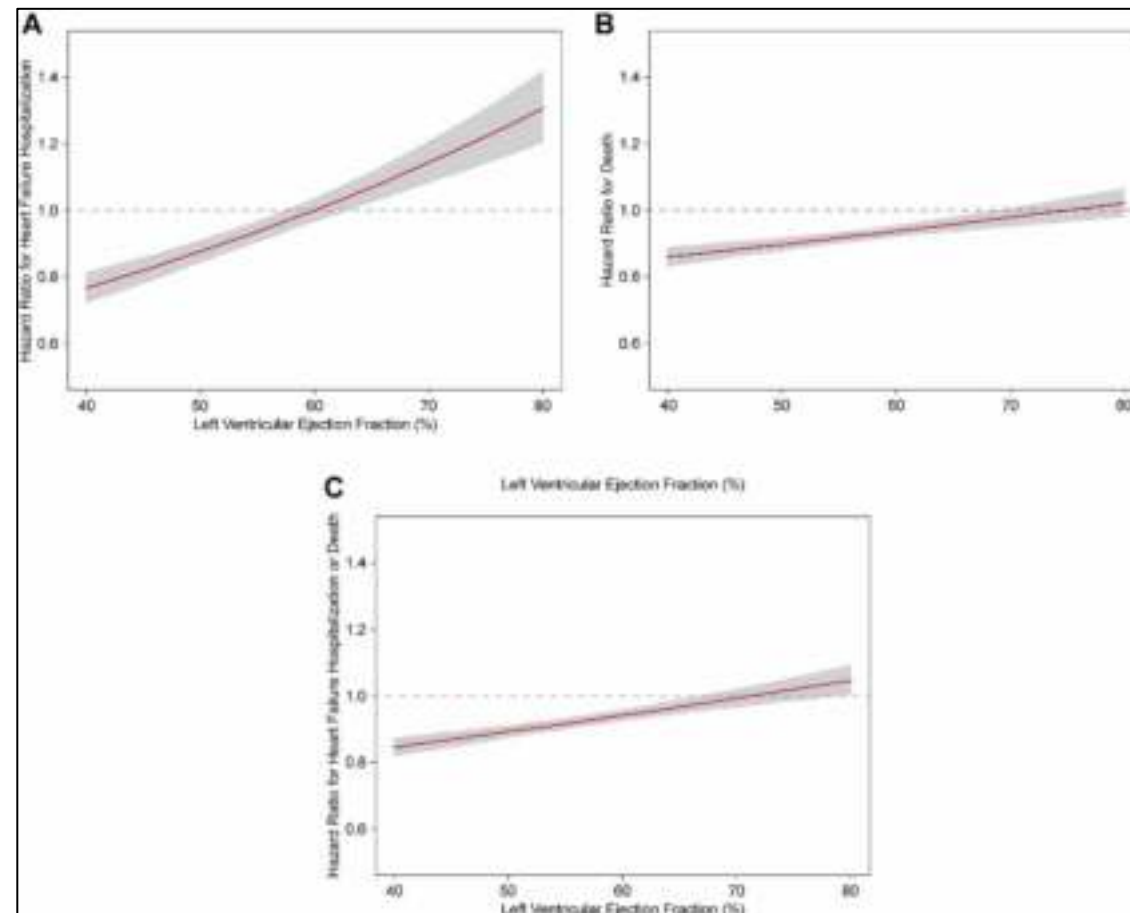 A
Hazard Ratio for Heart Failure Hospitalization
1.4
1.2
1.0
0.8
0.6
40 50 60 70 80
Left Ventricular Ejection Fraction (%)
B
Hazard Ratio for Death
1.4
1.2
1.0
0.8
0.6
40 50 60 70 80
Left Ventricular Ejection Fraction (%)
C
Hazard Ratio for Heart Failure Hospitalization or Death
1.4
1.2
1.0
0.8
0.6
40 50 60 70 80
Left Ventricular Ejection Fraction (%)